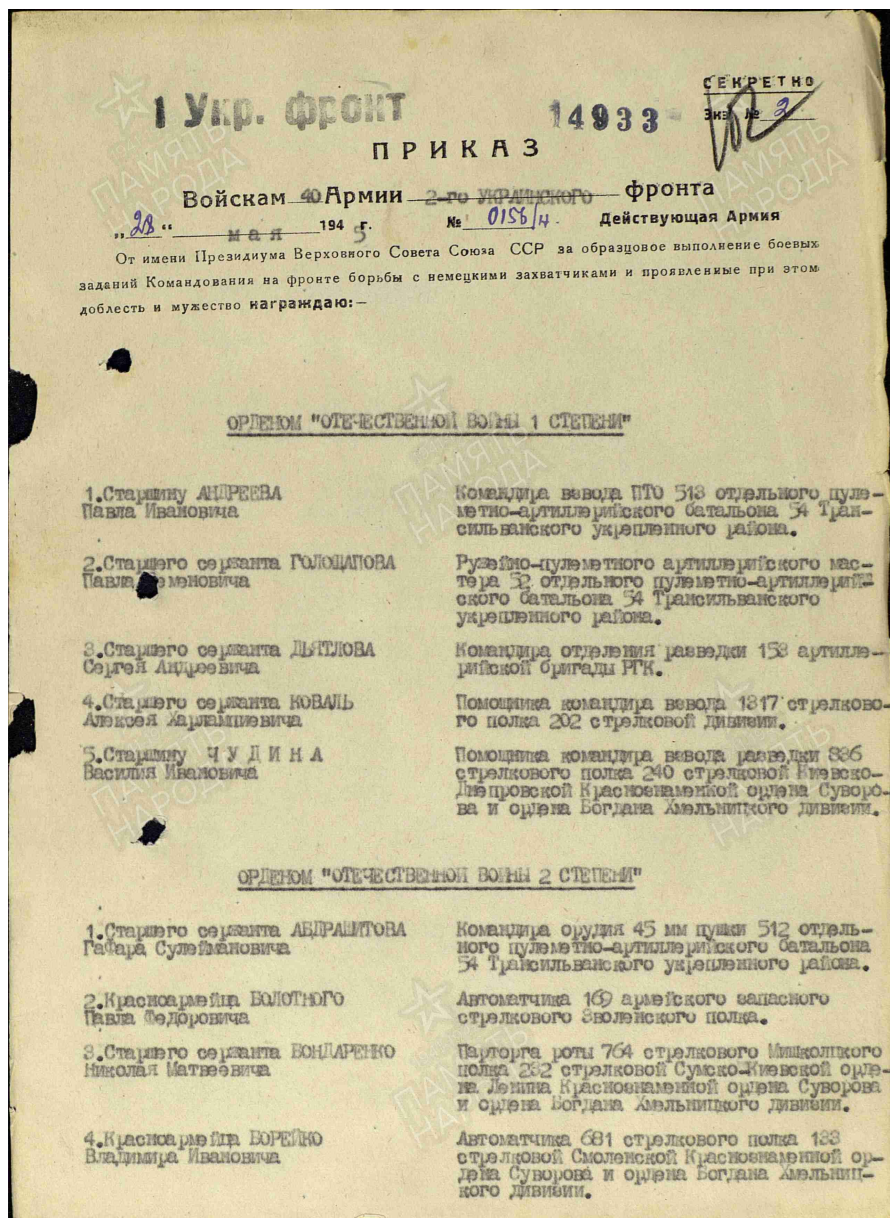 СЕКРЕТНО
1 Укр. фронт 14933 Экз. № 2
ПРИКАЗ
Войскам 40 Армии 2-го УКРАИНСКОГО фронта
„28“ мая 1945 г. № 0156/н Действующая Армия
От имени Президиума Верховного Совета Союза ССР за образцовое выполнение боевых
заданий Командования на фронте борьбы с немецкими захватчиками и проявленные при этом
доблесть и мужество награждаю:—
ОРДЕНОМ "ОТЕЧЕСТВЕННОЙ ВОЙНЫ 1 СТЕПЕНИ"
1.Старшину АНДРЕЕВА Командира взвода ПТО 513 отдельного пуле-
Павла Ивановича метно-артиллерийского батальона 54 Тран-
сильванского укрепленного района.
2.Старшего сержанта ГОЛОЩАПОВА Ружейно-пулеметного артиллерийского мас-
Павла Семеновича тера 52 отдельного пулеметно-артиллерий-
ского батальона 54 Трансильванского
укрепленного района.
3.Старшего сержанта ДЬЯТЛОВА Командира отделения разведки 153 артилле-
Сергея Андреевича рийской бригады РГК.
4.Старшего сержанта КОВАЛЬ Помощника командира взвода 1317 стрелково-
Алексея Харлампиевича го полка 202 стрелковой дивизии.
5.Старшину ЧУДИНА Помощника командира взвода разведки 836
Василия Ивановича стрелкового полка 240 стрелковой Киевско-
Днепровской Краснознаменной ордена Суворо-
ва и ордена Богдана Хмельницкого дивизии.
ОРДЕНОМ "ОТЕЧЕСТВЕННОЙ ВОЙНЫ 2 СТЕПЕНИ"
1.Старшего сержанта АБДРАШИТОВА Командира орудия 45 мм пушки 512 отдель-
Гафара Сулеймановича ного пулеметно-артиллерийского батальона
54 Трансильванского укрепленного района.
2.Красноармейца БОЛОТНОГО Автоматчика 169 армейского запасного
Павла Федоровича стрелкового Зволенского полка.
3.Старшего сержанта БОНДАРЕНКО Парторга роты 764 стрелкового Мишколцкого
Николая Матвеевича полка 232 стрелковой Сумско-Киевской орде-
на Ленина Краснознаменной ордена Суворова
и ордена Богдана Хмельницкого дивизии.
4.Красноармейца БОРЕЙКО Автоматчика 681 стрелкового полка 133
Владимира Ивановича стрелковой Смоленской Краснознаменной ор-
дена Суворова и ордена Богдана Хмельниц-
кого дивизии.